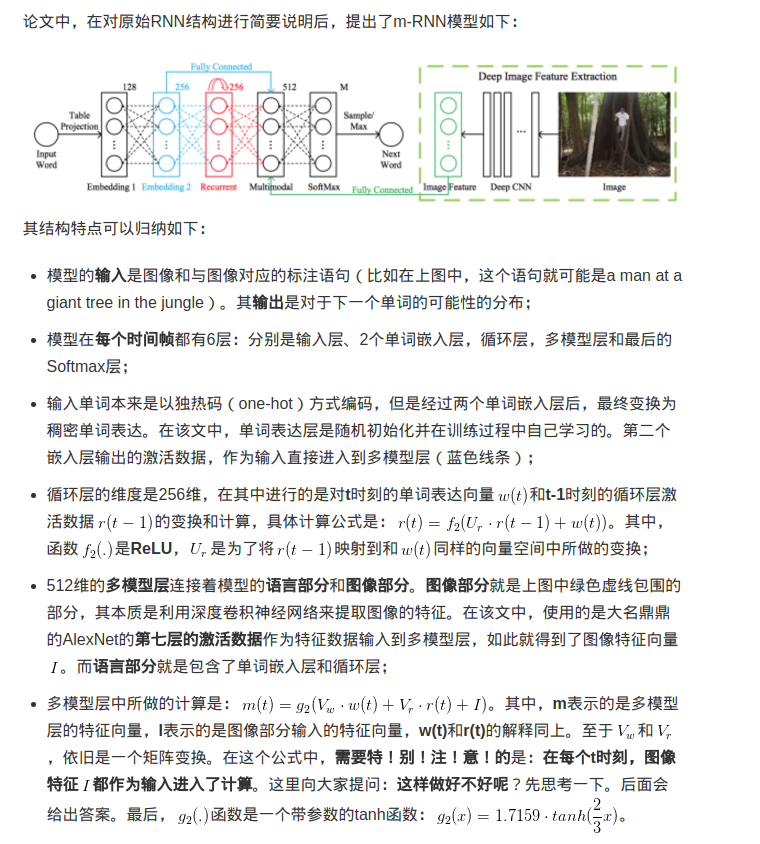 论文中，在对原始RNN结构进行简要说明后，提出了m-RNN模型如下：
Fully Connected
128 256 256 512 M
Deep Image Feature Extraction
Table Projection
Sample/ Max
Input Word
Next Word
Embedding 1 Embedding 2 Recurrent Multimodal SoftMax Fully Connected Image Feature Deep CNN Image
其结构特点可以归纳如下：
• 模型的输入是图像和与图像对应的标注语句（比如在上图中，这个语句就可能是a man at a
giant tree in the jungle）。其输出是对于下一个单词的可能性的分布；
• 模型在每个时间帧都有6层：分别是输入层、2个单词嵌入层，循环层，多模型层和最后的
Softmax层；
• 输入单词本来是以独热码（one-hot）方式编码，但是经过两个单词嵌入层后，最终变换为
稠密单词表达。在该文中，单词表达层是随机初始化并在训练过程中自己学习的。第二个
嵌入层输出的激活数据，作为输入直接进入到多模型层（蓝色线条）；
• 循环层的维度是256维，在其中进行的是对t时刻的单词表达向量 w(t)和t-1时刻的循环层激
活数据 r(t − 1)的变换和计算，具体计算公式是： r(t) = f₂(Uᵣ · r(t − 1) + w(t))。其中，
函数 f₂(.)是ReLU，Uᵣ 是为了将 r(t − 1)映射到和 w(t)同样的向量空间中所做的变换；
• 512维的多模型层连接着模型的语言部分和图像部分。图像部分就是上图中绿色虚线包围的
部分，其本质是利用深度卷积神经网络来提取图像的特征。在该文中，使用的是大名鼎鼎
的AlexNet的第七层的激活数据作为特征数据输入到多模型层，如此就得到了图像特征向量
I。而语言部分就是包含了单词嵌入层和循环层；
• 多模型层中所做的计算是： m(t) = g₂(V_w · w(t) + Vᵣ · r(t) + I)。其中，m表示的是多模型
层的特征向量，I表示的是图像部分输入的特征向量，w(t)和r(t)的解释同上。至于 V_w 和 Vᵣ
，依旧是一个矩阵变换。在这个公式中，需要特！别！注！意！的是：在每个t时刻，图像
特征 I 都作为输入进入了计算。这里向大家提问：这样做好不好呢？先思考一下。后面会
给出答案。最后， g₂(.)函数是一个带参数的tanh函数： g₂(x) = 1.7159 · tanh(2/3 x)。